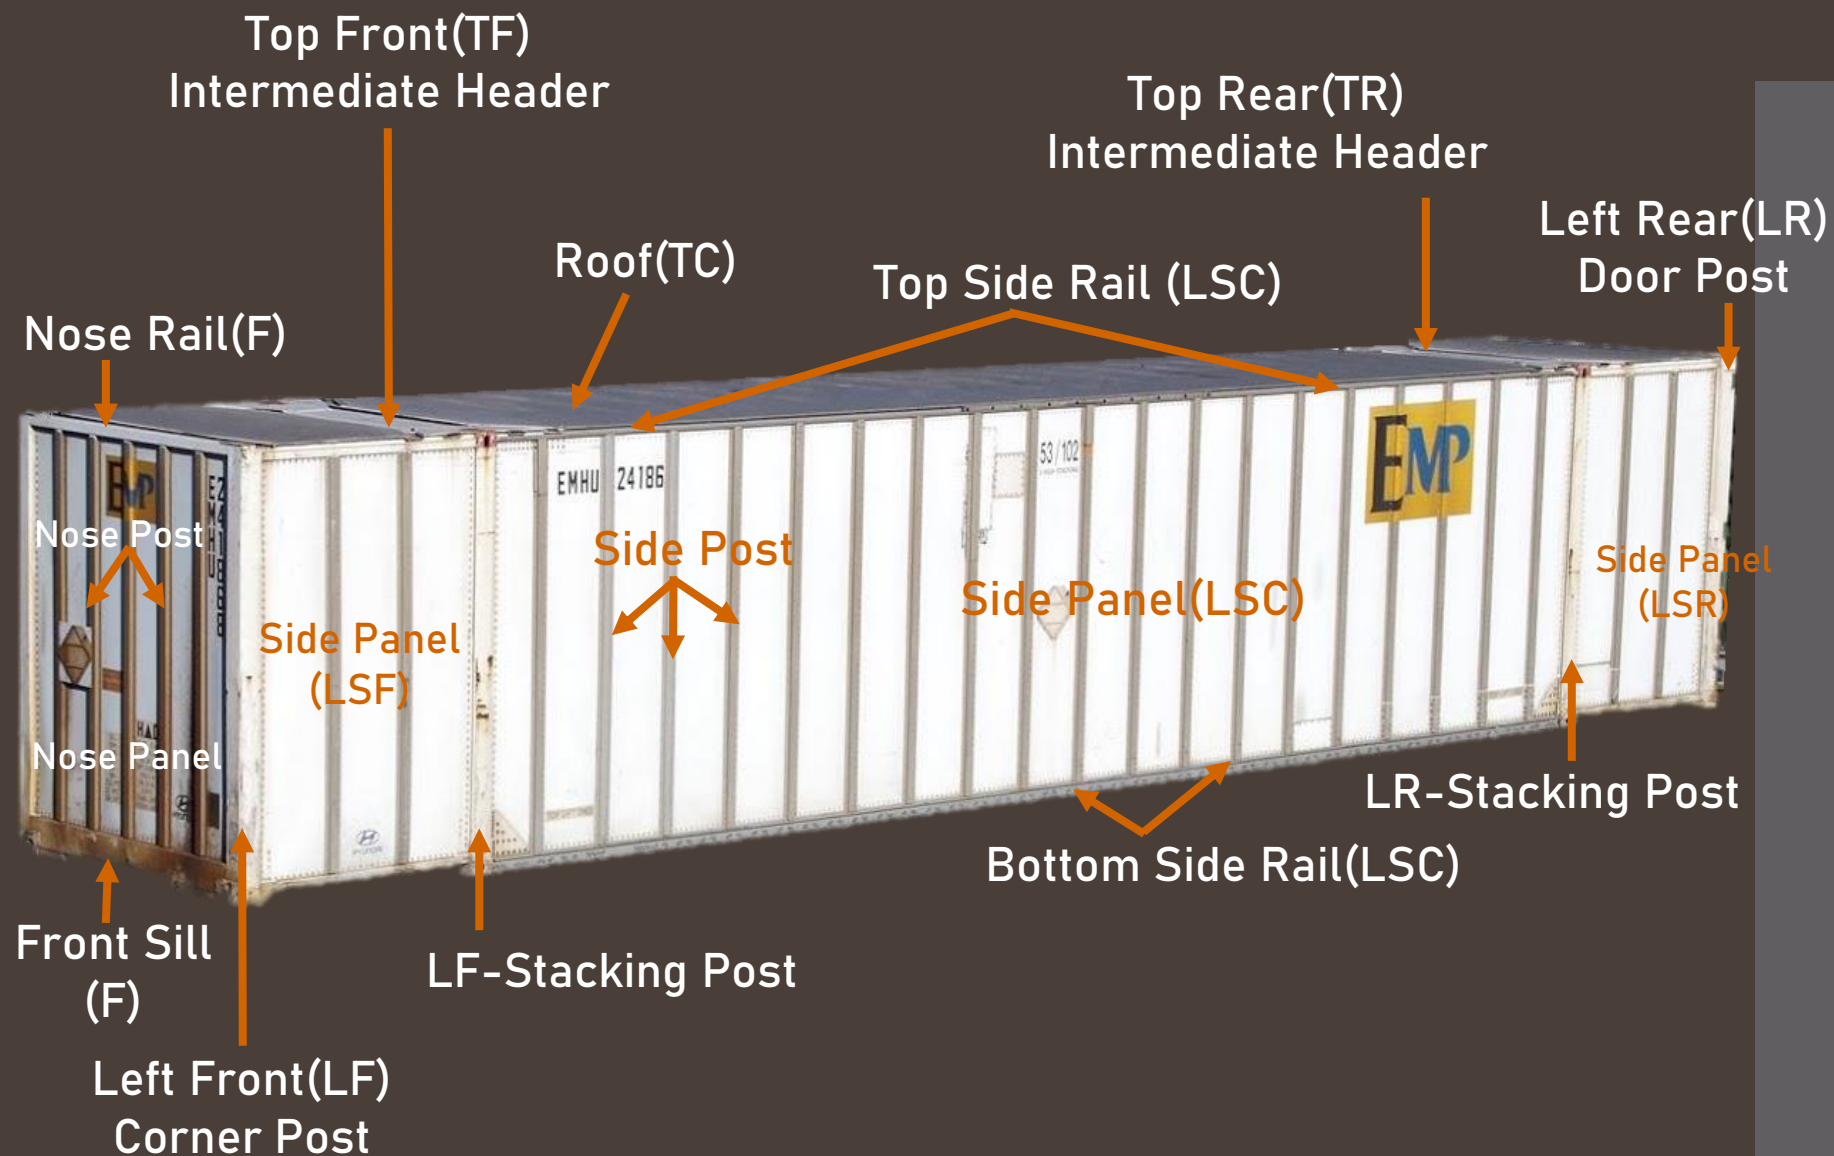 Top Front(TF)
Intermediate Header
Top Rear(TR)
Intermediate Header
Left Rear(LR)
Door Post
Roof(TC)
Top Side Rail (LSC)
Nose Rail(F)
EMP
EMP
53/102
EMHU 24186
Nose Post
Side Post
Side Panel(LSC)
Side Panel
(LSR)
Side Panel
(LSF)
Nose Panel
LR-Stacking Post
Bottom Side Rail(LSC)
Front Sill
(F)
LF-Stacking Post
Left Front(LF)
Corner Post